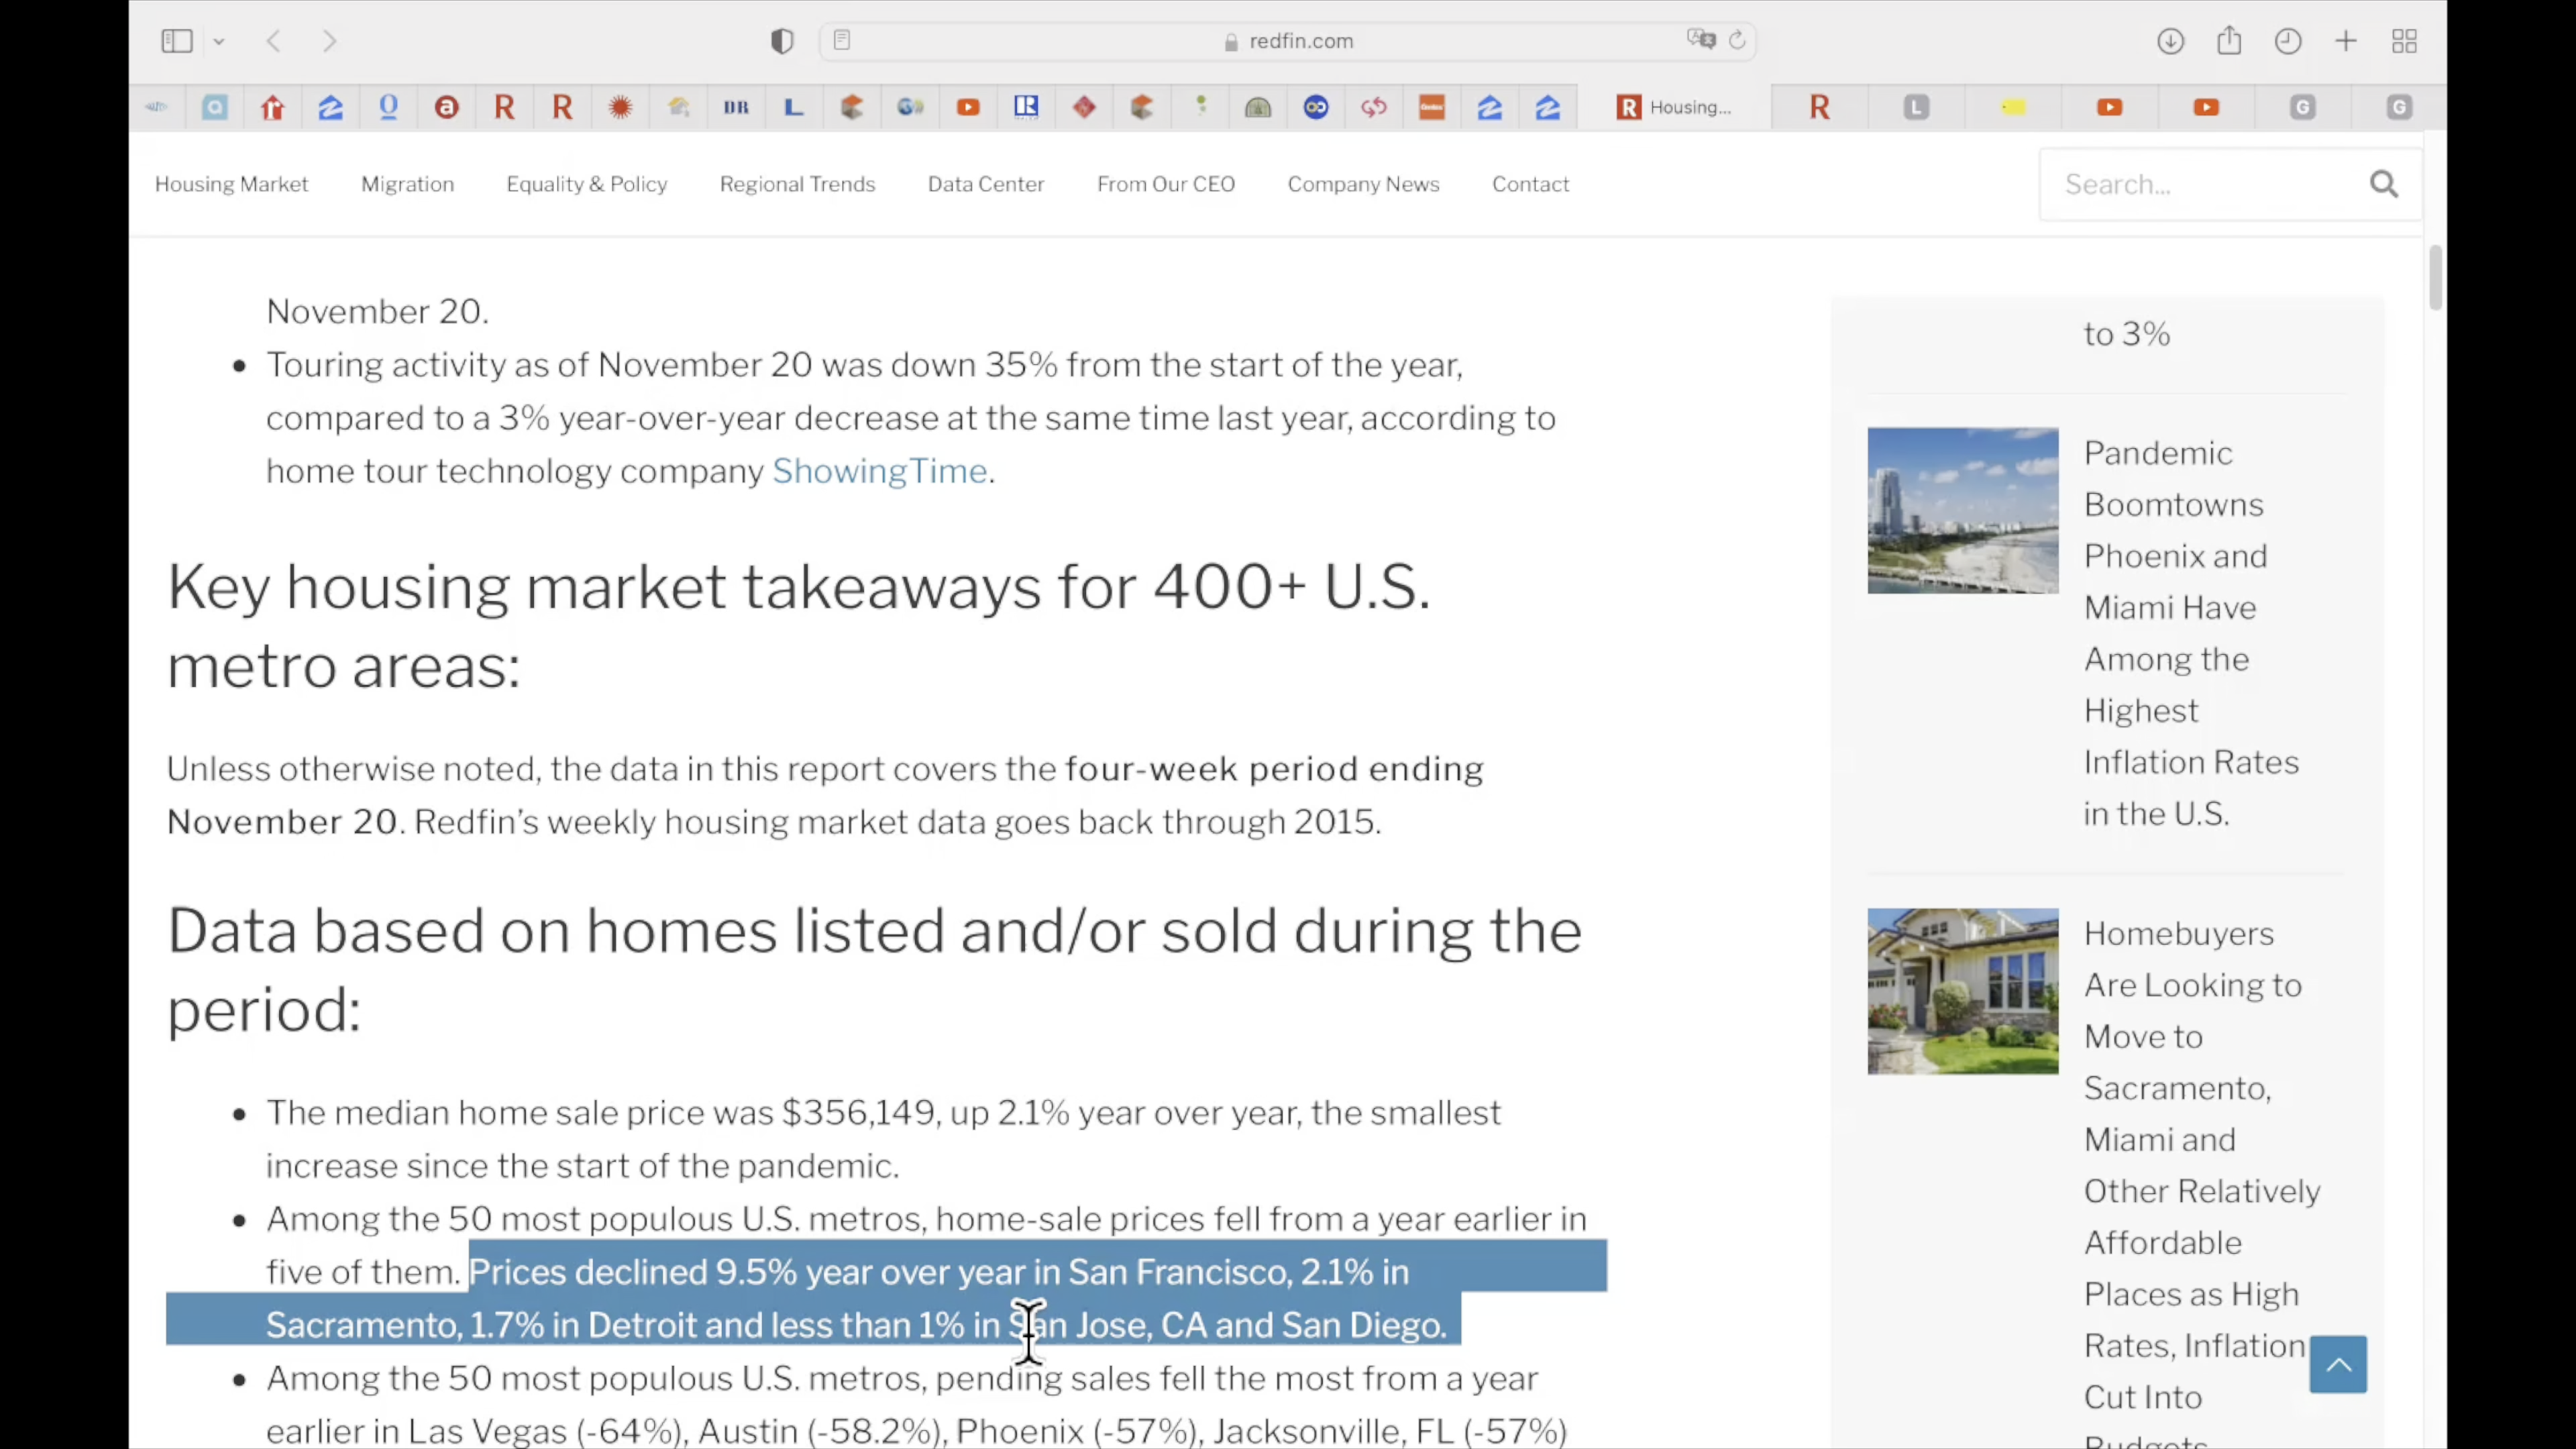 redfin.com
DR
L
Housing...
R
L
G
G
Housing Market
Migration
Equality & Policy
Regional Trends
Data Center
From Our CEO
Company News
Contact
Search...
November 20.
Touring activity as of November 20 was down 35% from the start of the year,
compared to a 3% year-over-year decrease at the same time last year, according to
home tour technology company ShowingTime.
Key housing market takeaways for 400+ U.S.
metro areas:
Unless otherwise noted, the data in this report covers the four-week period ending
November 20. Redfin’s weekly housing market data goes back through 2015.
Data based on homes listed and/or sold during the
period:
The median home sale price was $356,149, up 2.1% year over year, the smallest
increase since the start of the pandemic.
Among the 50 most populous U.S. metros, home-sale prices fell from a year earlier in
five of them. Prices declined 9.5% year over year in San Francisco, 2.1% in
Sacramento, 1.7% in Detroit and less than 1% in San Jose, CA and San Diego.
Among the 50 most populous U.S. metros, pending sales fell the most from a year
earlier in Las Vegas (-64%), Austin (-58.2%), Phoenix (-57%), Jacksonville, FL (-57%)
to 3%
Pandemic
Boomtowns
Phoenix and
Miami Have
Among the
Highest
Inflation Rates
in the U.S.
Homebuyers
Are Looking to
Move to
Sacramento,
Miami and
Other Relatively
Affordable
Places as High
Rates, Inflation
Cut Into
Budgets